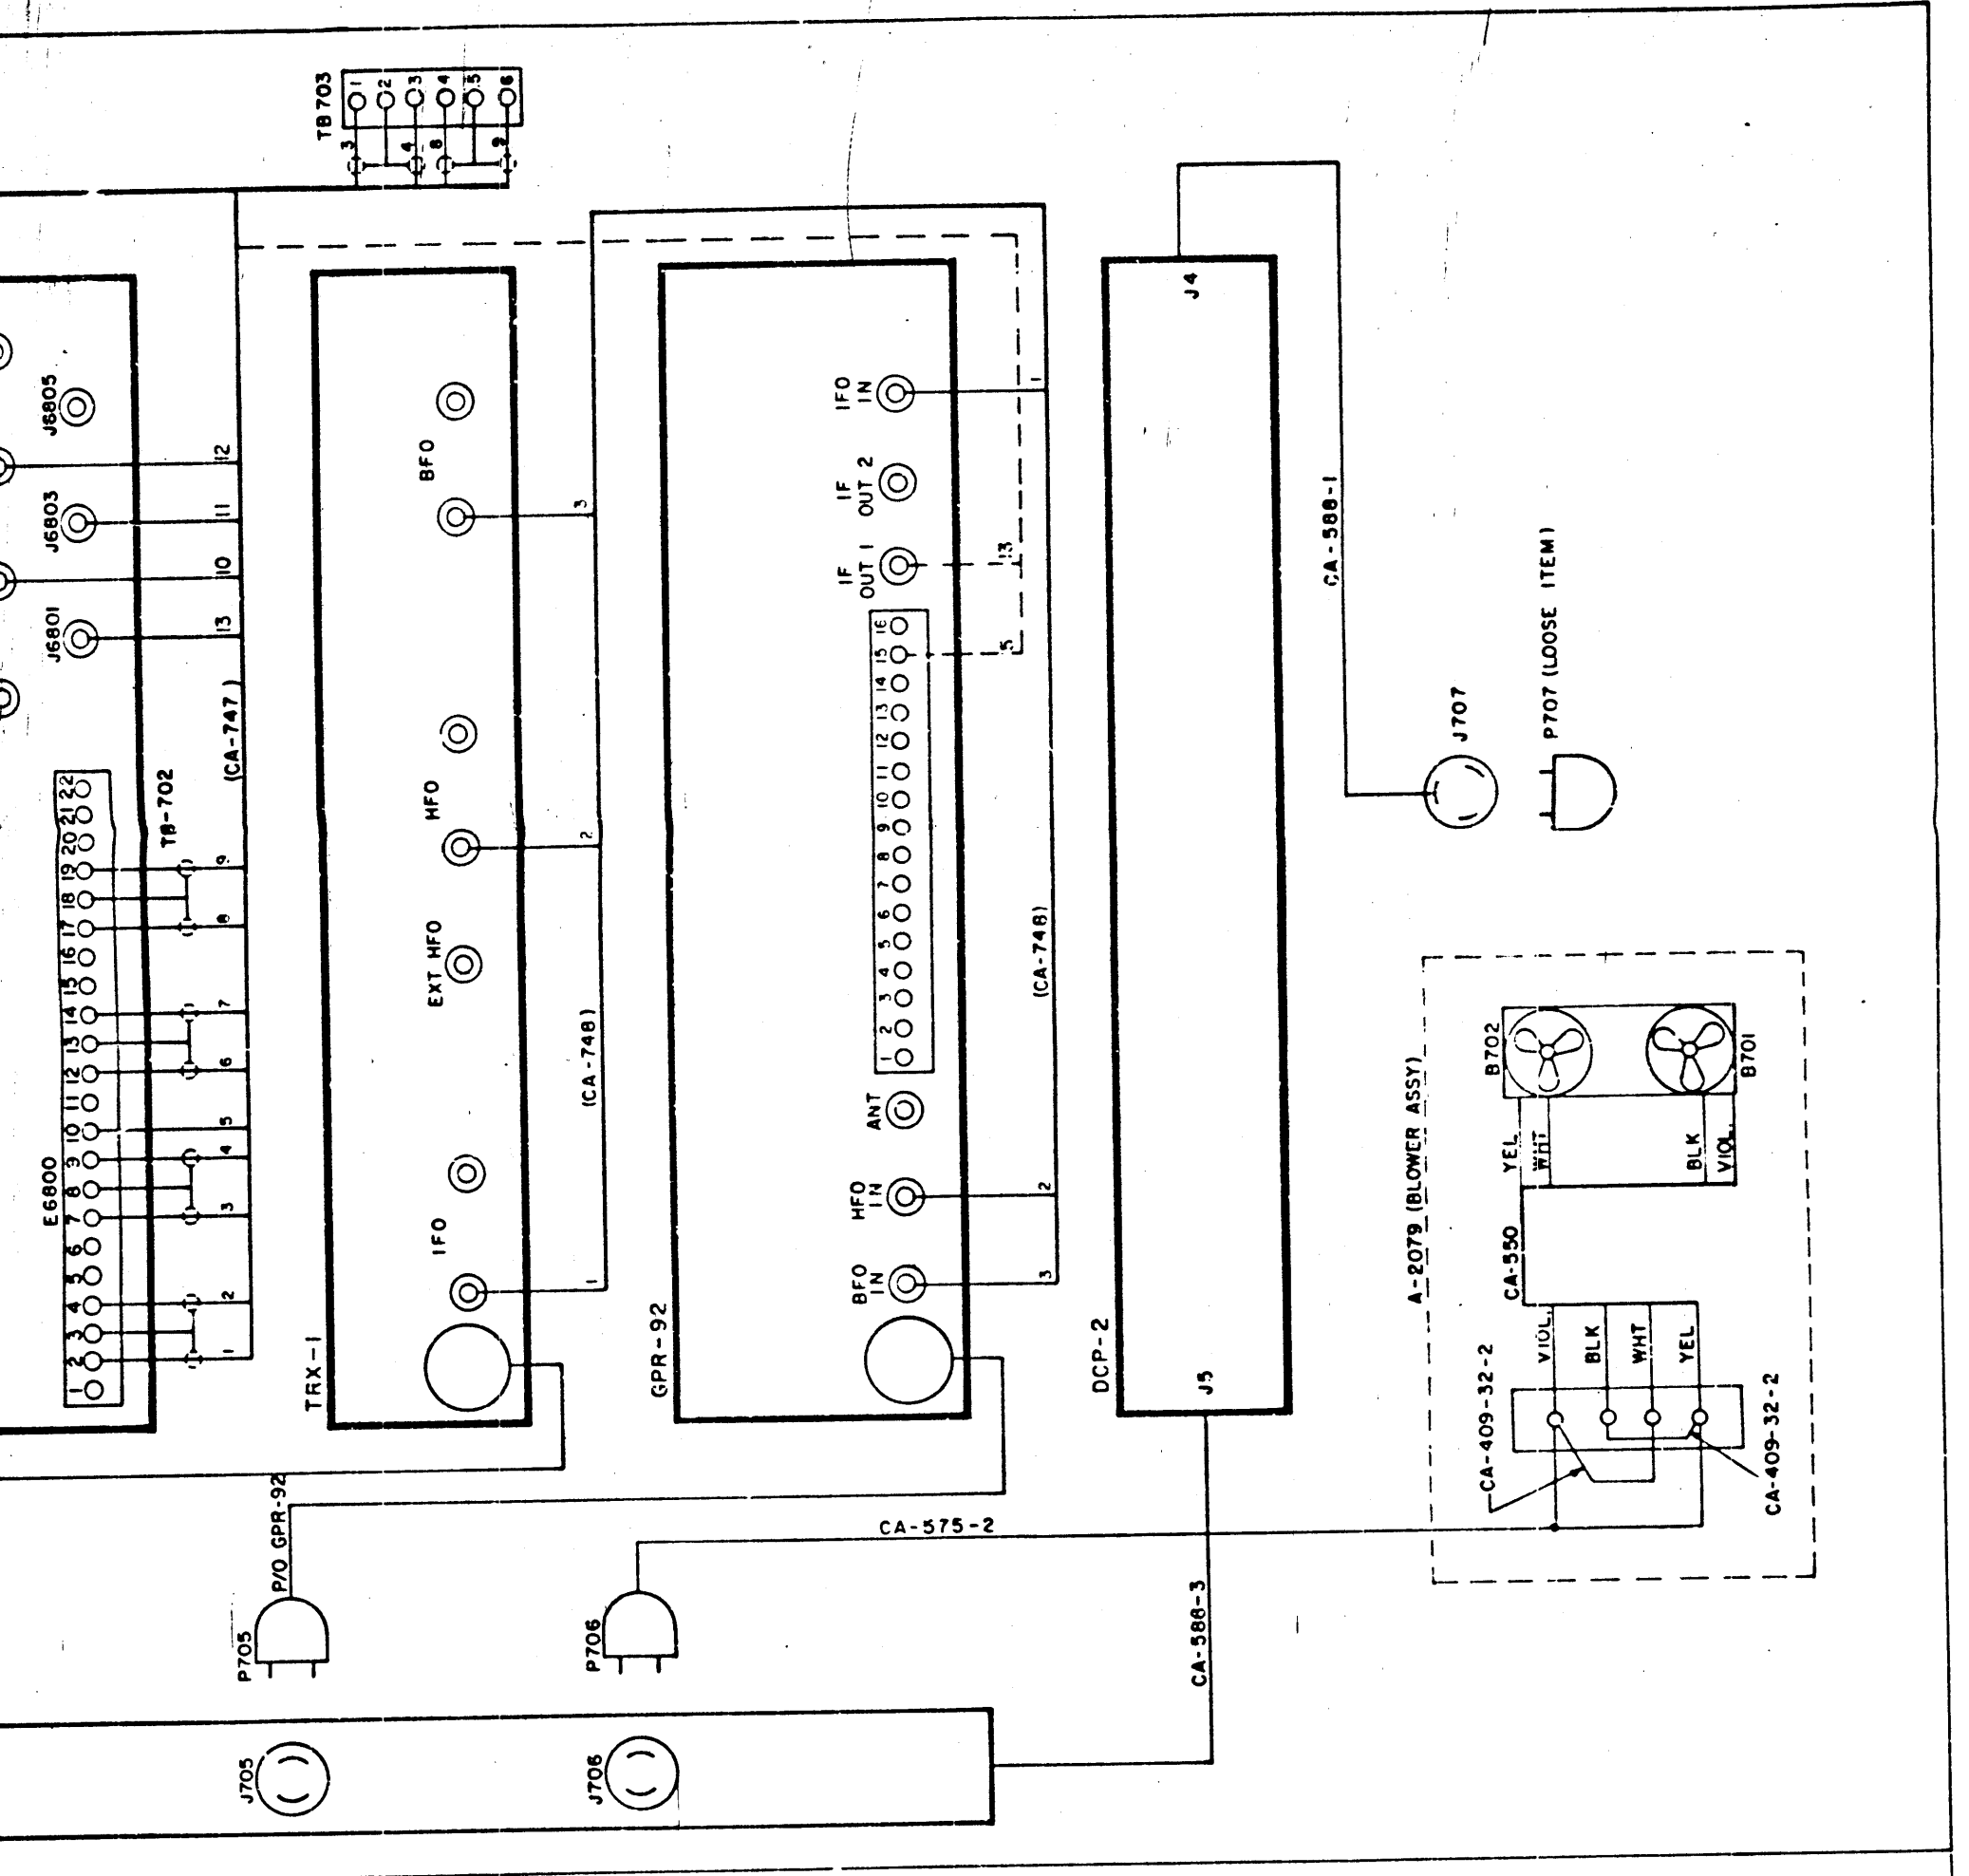 TB703
1
2
3
4
5
6
3
4
8
9
J6805
12
J6803
11
10
J6801
13
(CA-747)
TB-702
E6800
1
2
3
4
5
6
7
8
9
10
11
12
13
14
15
16
17
18
19
20
21
22
1
2
3
4
5
6
7
8
9
TRX-1
BFO
HFO
EXT HFO
IFO
3
2
1
(CA-748)
GPR-92
IFO
IN
IF
OUT 2
IF
OUT 1
1
2
3
4
5
6
7
8
9
10
11
12
13
14
15
16
ANT
HFO
IN
BFO
IN
1
13
5
2
3
(CA-748)
DCP-2
J4
J5
CA-588-1
J707
P707 (LOOSE ITEM)
A-2079 (BLOWER ASSY)
B702
B701
YEL
WHT
BLK
VIOL.
CA-550
VIOL.
BLK
WHT
YEL
CA-409-32-2
CA-409-32-2
P/O GPR-92
P705
CA-575-2
P706
CA-588-3
J705
J706